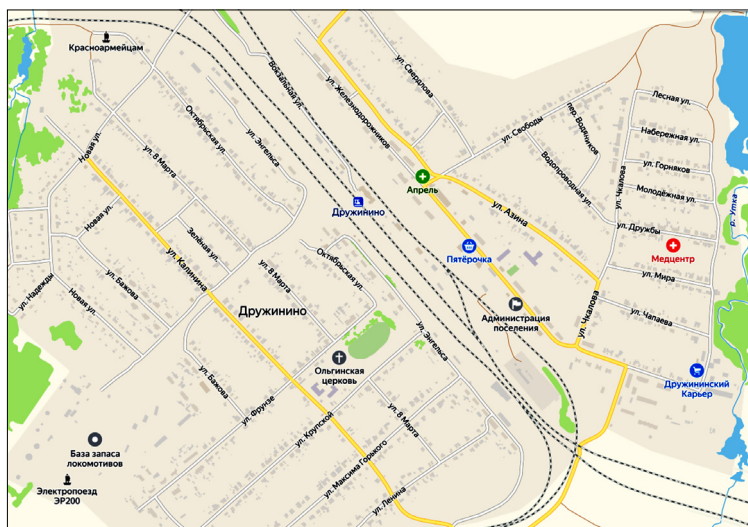 Красноармейцам
Вокзальная ул.
ул. Железнодорожников
ул. Свердлова
Лесная ул.
пер. Водяников
ул. Свободы
Октябрьская ул.
ул. Энгельса
Набережная ул.
Новая ул.
ул. 8 Марта
Водопроводная ул.
ул. Горняков
ул. Чкалова
Молодёжная ул.
Апрель
р. Утка
Новая ул.
Дружинино
ул. Азина
ул. Дружбы
Зелёная ул.
Октябрьская ул.
Пятёрочка
Медцентр
ул. Калинина
ул. Бажова
ул. 8 Марта
ул. Мира
ул. Надежды
Новая ул.
Дружинино
Администрация
поселения
ул. Чкалова
ул. Чапаева
ул. Энгельса
Ольгинская
церковь
ул. Бажова
Дружининский
Карьер
ул. Фрунзе
ул. Крупской
ул. 8 Марта
База запаса
локомотивов
ул. Максима Горького
Электропоезд
ЭР200
ул. Ленина